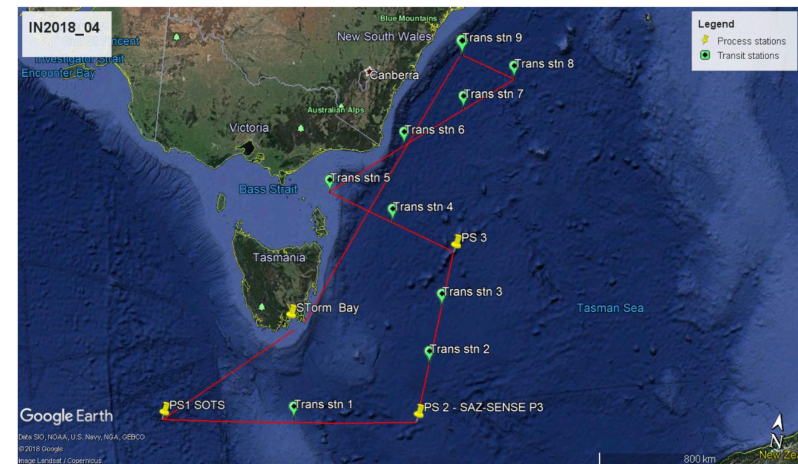 IN2018_04
Blue Mountains
New South Wales
Trans stn 9
Legend
Process stations
Transit stations
Encounter Bay
Canberra
Trans stn 8
Australian Alps
Trans stn 7
Victoria
Trans stn 6
Bass Strait
Trans stn 5
Trans stn 4
PS 3
Tasmania
Trans stn 3
STorm Bay
Tasman Sea
Trans stn 2
PS1 SOTS
Trans stn 1
PS 2 - SAZ-SENSE P3
Google Earth
Data SIO, NOAA, U.S. Navy, NGA, GEBCO
©2018 Google
Image Landsat / Copernicus
800 km
N
New Ze